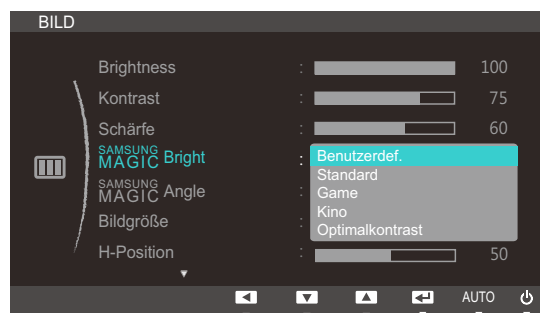 BILD
Brightness : 100
Kontrast : 75
Schärfe : 60
SAMSUNG MAGIC Bright :
Benutzerdef.
Standard
Game
Kino
Optimalkontrast
SAMSUNG MAGIC Angle :
Bildgröße :
H-Position : 50
AUTO